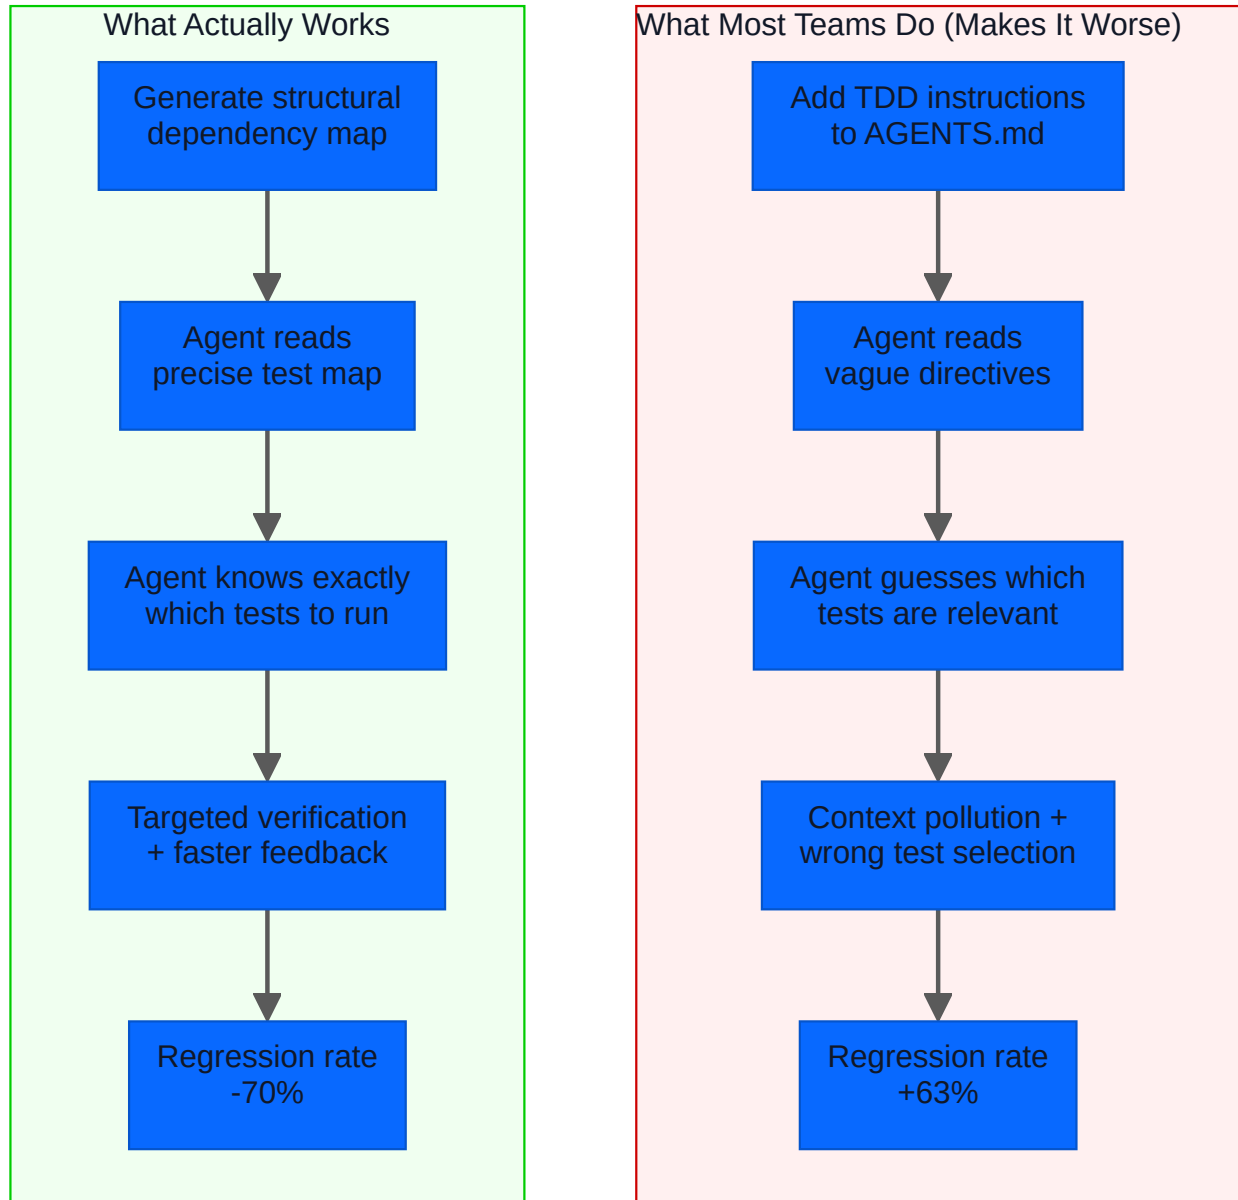 What Actually Works
Generate structural
dependency map
Agent reads
precise test map
Agent knows exactly
which tests to run
Targeted verification
+ faster feedback
Regression rate
-70%
What Most Teams Do (Makes It Worse)
Add TDD instructions
to AGENTS.md
Agent reads
vague directives
Agent guesses which
tests are relevant
Context pollution +
wrong test selection
Regression rate
+63%